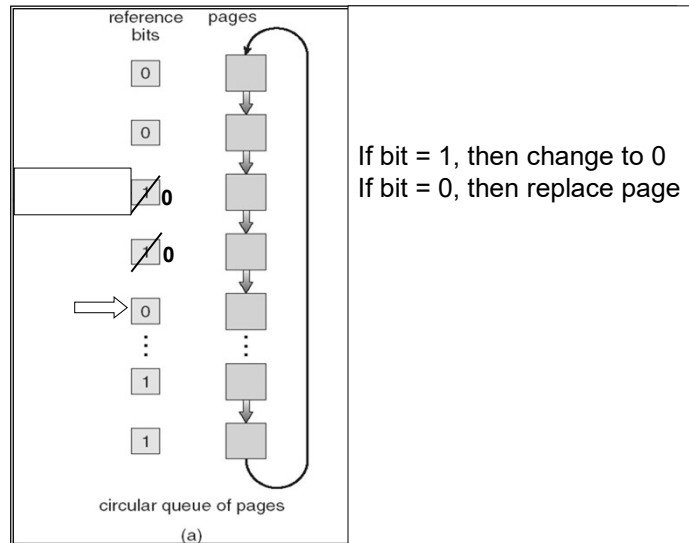 reference
bits
pages
0
0
1 0
1 0
0
⋮ ⋮
1
1
circular queue of pages
(a)
If bit = 1, then change to 0
If bit = 0, then replace page